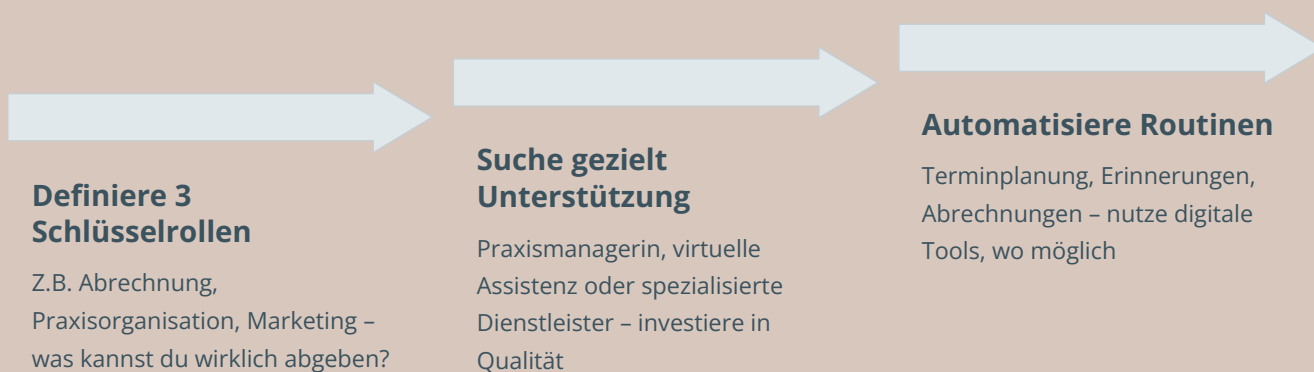 Definiere 3
Schlüsselrollen
Z.B. Abrechnung,
Praxisorganisation, Marketing –
was kannst du wirklich abgeben?
Suche gezielt
Unterstützung
Praxismanagerin, virtuelle
Assistenz oder spezialisierte
Dienstleister – investiere in
Qualität
Automatisiere Routinen
Terminplanung, Erinnerungen,
Abrechnungen – nutze digitale
Tools, wo möglich